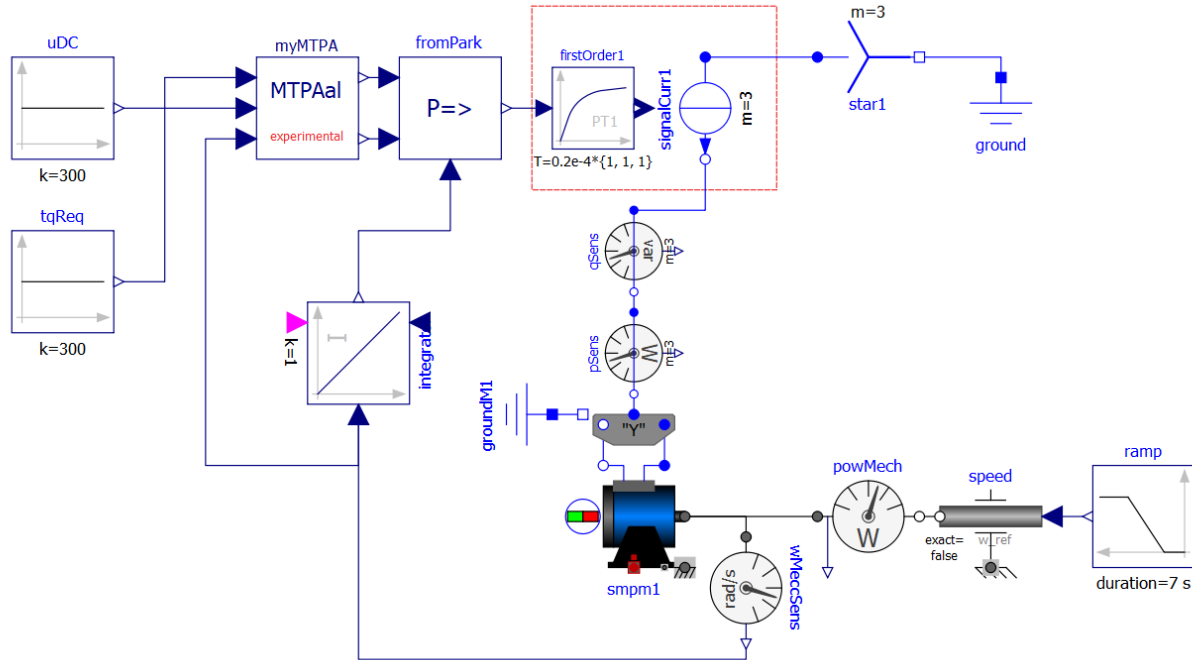 uDC
k=300
tqReq
k=300
myMTPA
MTPAal
experimental
fromPark
P=>
firstOrder1
PT1
T=0.2e-4*{1, 1, 1}
signalCurr1
m=3
m=3
star1
ground
I
k=1
integrator
qSens
var
m=3
pSens
W
m=3
groundM1
"Y"
smpm1
rad/s
wMeccSens
powMech
W
speed
exact=
false
w_ref
ramp
duration=7 s